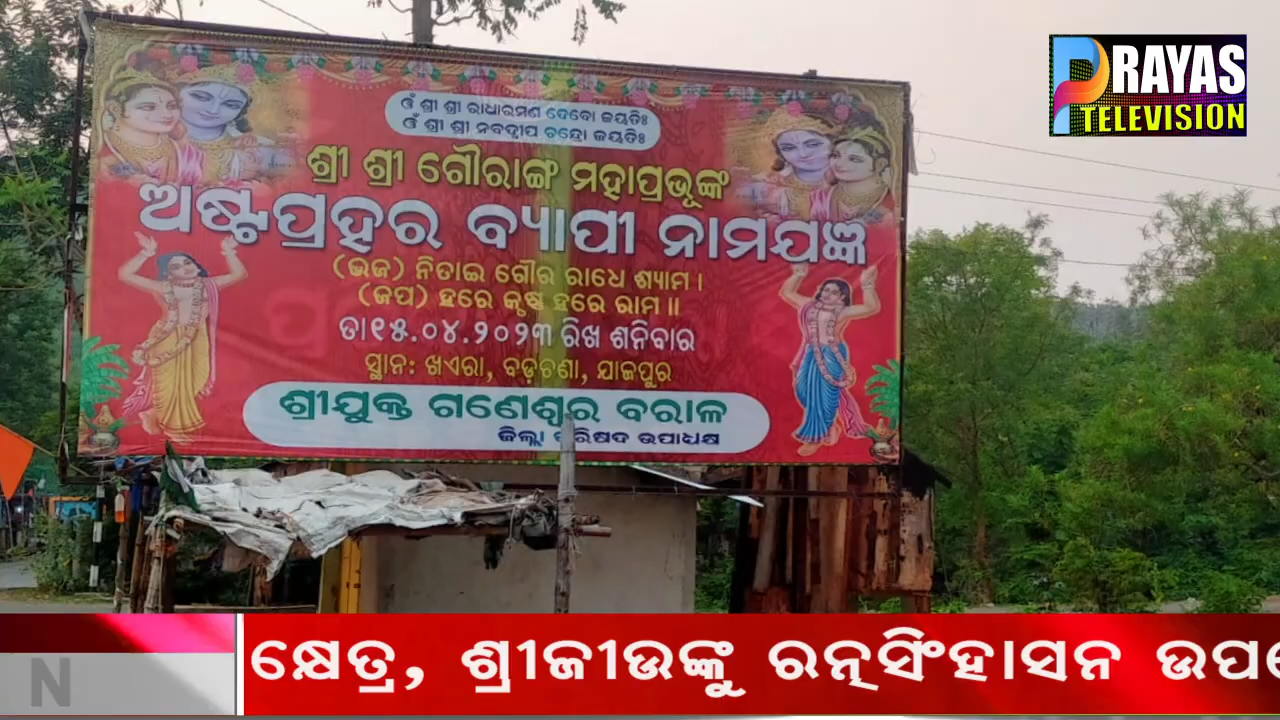 ଓଁ ଶ୍ରୀ ଶ୍ରୀ ରାଧାରମଣ ଦେବୋ ଜୟତିଃ
ଓଁ ଶ୍ରୀ ଶ୍ରୀ ନବଦ୍ବୀପ ଚନ୍ଦ୍ରୋ ଜୟତିଃ
ଶ୍ରୀ ଶ୍ରୀ ଗୌରାଙ୍ଗ ମହାପ୍ରଭୂଙ୍କ
ଅଷ୍ଟପ୍ରହର ବ୍ୟାପୀ ନାମଯଜ୍ଞ
(ଭଜ) ନିତାଇ ଗୌର ରାଧେ ଶ୍ୟାମ ।
(ଜପ) ହରେ କୃଷ୍ଣ ହରେ ରାମ ॥
ତା୧୫.୦୪.୨୦୨୩ ରିଖ ଶନିବାର
ସ୍ଥାନ: ଖଏରା, ବଡ଼ଚଣା, ଯାଜପୁର
ଶ୍ରୀଯୁକ୍ତ ଗଣେଶ୍ୱର ବରାଳ
ଜିଲ୍ଲା ପରିଷଦ ଉପାଧ୍ୟକ୍ଷ
PRAYAS
TELEVISION
N
କ୍ଷେତ୍ର, ଶ୍ରୀଜୀଉଙ୍କୁ ରତ୍ନସିଂହାସନ ଉପ